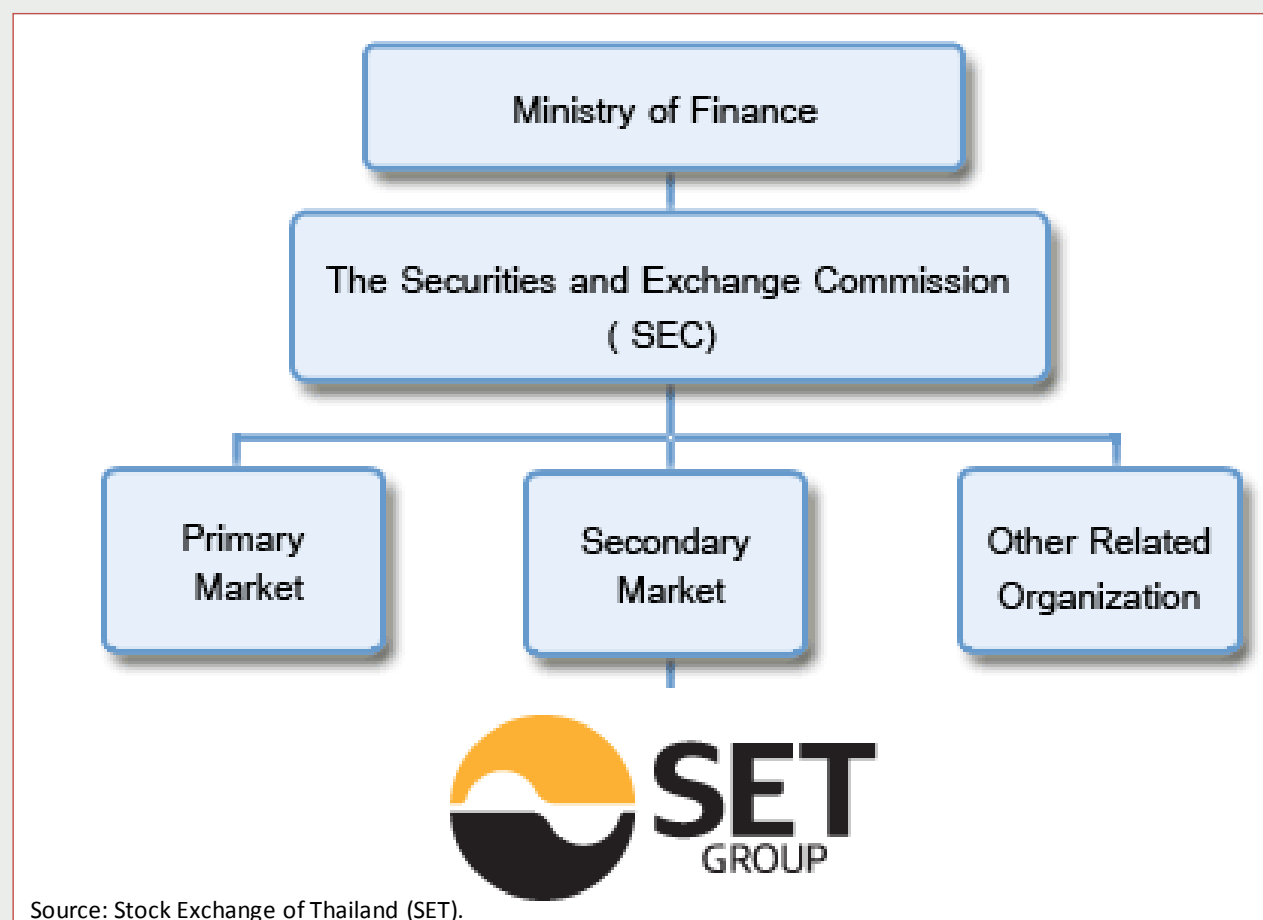 Ministry of Finance
The Securities and Exchange Commission
( SEC)
Primary
Market
Secondary
Market
Other Related
Organization
SET
GROUP
Source: Stock Exchange of Thailand (SET).